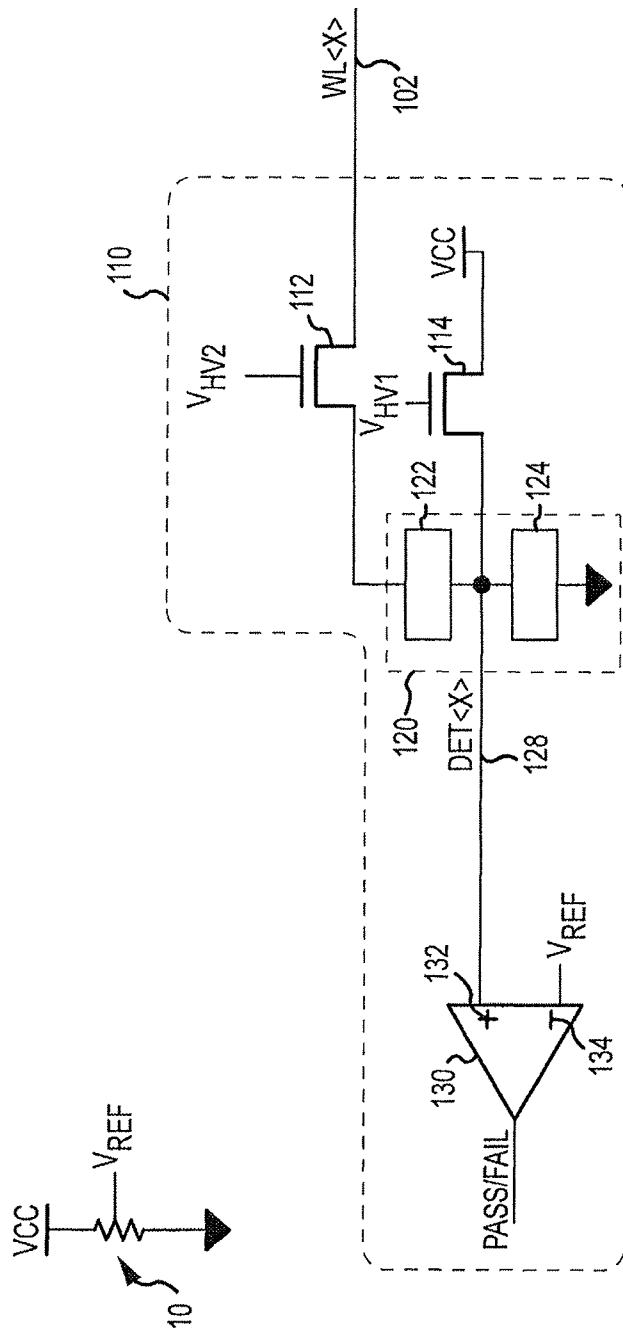 VCC
V_REF
10
110
V_HV2
112
WL<X>
102
V_HV1
114
VCC
122
124
120
DET<X>
128
132
130
134
V_REF
PASS/FAIL
+
-